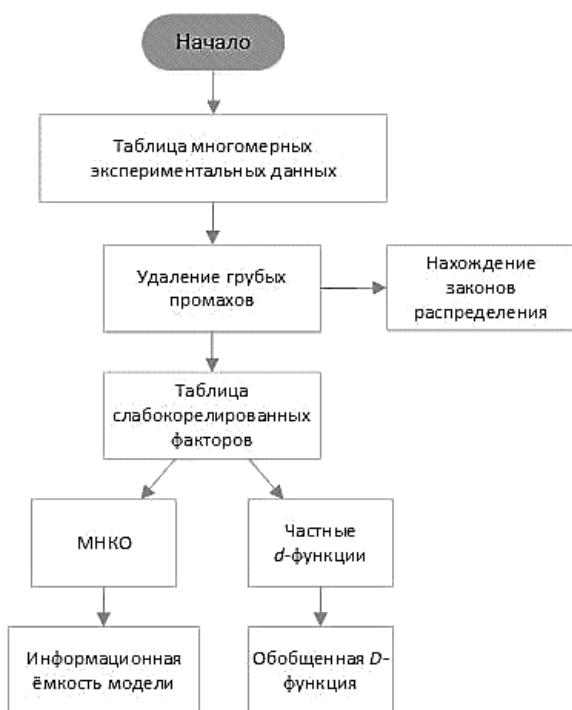 Начало
Таблица многомерных
экспериментальных данных
Удаление грубых
промахов
Нахождение
законов
распределения
Таблица
слабокорелированных
факторов
МНКО
Частные
d-функции
Информационная
ёмкость модели
Обобщенная D-
функция